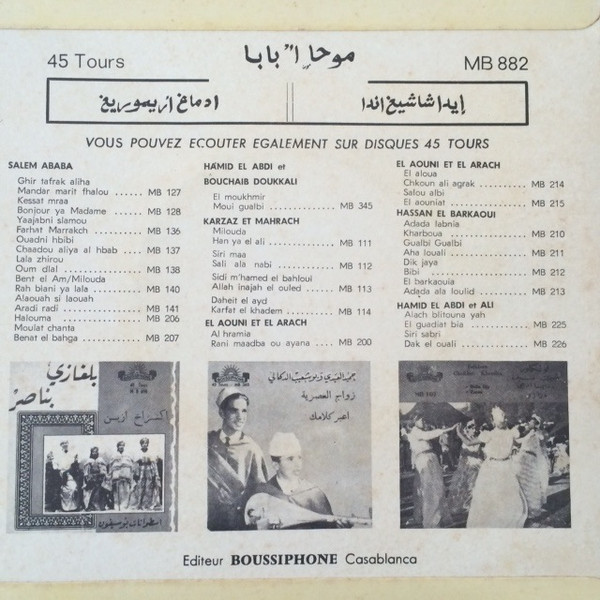 45 Tours
موحا اُ بابا
MB 882
ادماغ أزيموريغ
إيدا شاشيخ اندا
VOUS POUVEZ ECOUTER EGALEMENT SUR DISQUES 45 TOURS
SALEM ABABA
Ghir tafrak aliha
Mandar marit fhalou ...... MB 127
Kessat mraa
Bonjour ya Madame ...... MB 128
Yaajabni slamou
Farhat Marrakch ...... MB 136
Ouadni hbibi
Chaadou aliya al hbab .... MB 137
Lala zhirou
Oum dlal ...... MB 138
Bent el Am/Milouda
Rah biani ya lala ...... MB 140
Alaouah si laouah
Aradi radi ...... MB 141
Halouma ...... MB 206
Moulat chanta
Benat el bahga ...... MB 207
HAMID EL ABDI et
BOUCHAIB DOUKKALI
El moukhmir
Moui gualbi ...... MB 345
KARZAZ ET MAHRACH
Milouda
Han ya el ali ...... MB 111
Siri maa
Sali ala nabi ...... MB 112
Sidi m'hamed el bahloul
Allah inajah el ouled ...... MB 113
Daheit el ayd
Karfat el khadem ...... MB 114
EL AOUNI ET EL ARACH
Al hramia
Rani maadba ou ayana .... MB 200
EL AOUNI ET EL ARACH
El aloua
Chkoun ali agrak ...... MB 214
Salou albi
El aouniat ...... MB 215
HASSAN EL BARKAOUI
Adada labnia
Kharboua ...... MB 210
Gualbi Gualbi
Aha louali ...... MB 211
Dik jaya
Bibi ...... MB 212
El barkaouia
Adada ala loulid ...... MB 213
HAMID EL ABDI et ALI
Alach blitouna yah
El guadiat bia ...... MB 225
Siri sabri
Dak el ouali ...... MB 226
بلغازي
بناصر
اسطوانات بوسيفون
زواج العصرية
اعبر كلامك
Editeur BOUSSIPHONE Casablanca